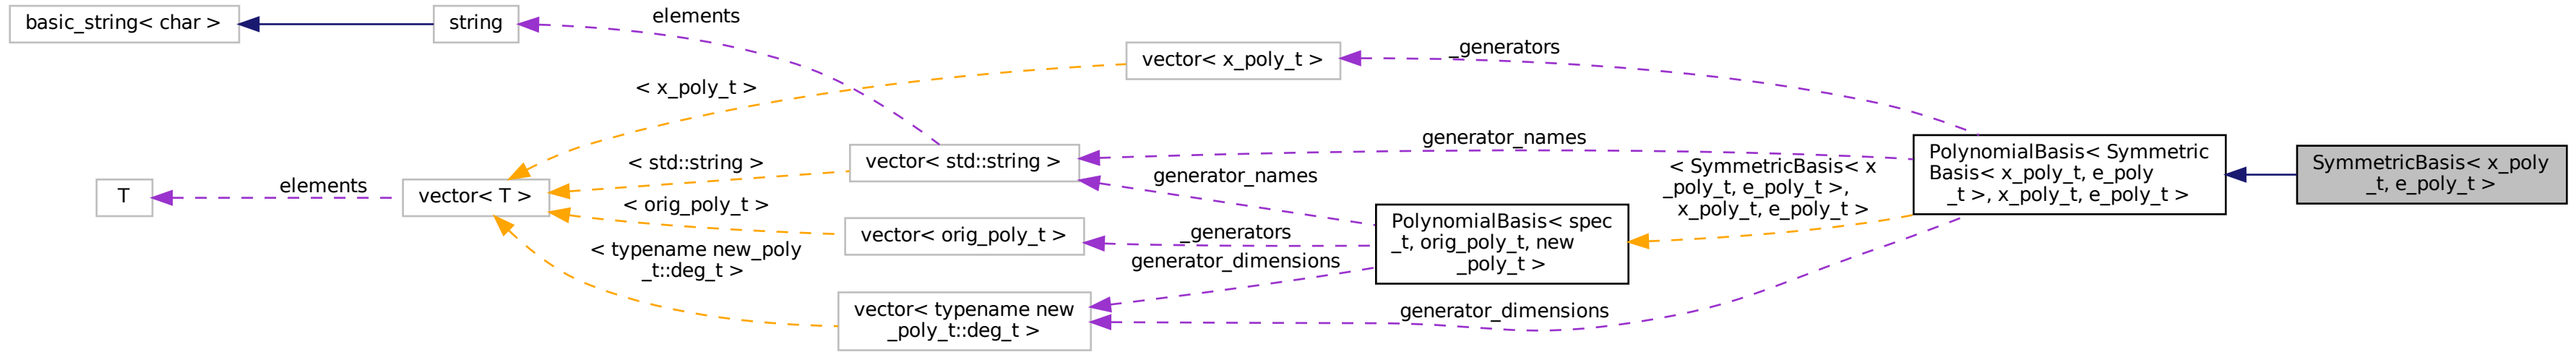 basic_string< char >
string
elements
vector< x_poly_t >
_generators
< x_poly_t >
generator_names
vector< std::string >
< std::string >
generator_names
PolynomialBasis< Symmetric
Basis< x_poly_t, e_poly
_t >, x_poly_t, e_poly_t >
SymmetricBasis< x_poly
_t, e_poly_t >
< SymmetricBasis< x
_poly_t, e_poly_t >,
x_poly_t, e_poly_t >
T
elements
vector< T >
< orig_poly_t >
vector< orig_poly_t >
_generators
PolynomialBasis< spec
_t, orig_poly_t, new
_poly_t >
< typename new_poly
_t::deg_t >
generator_dimensions
vector< typename new
_poly_t::deg_t >
generator_dimensions